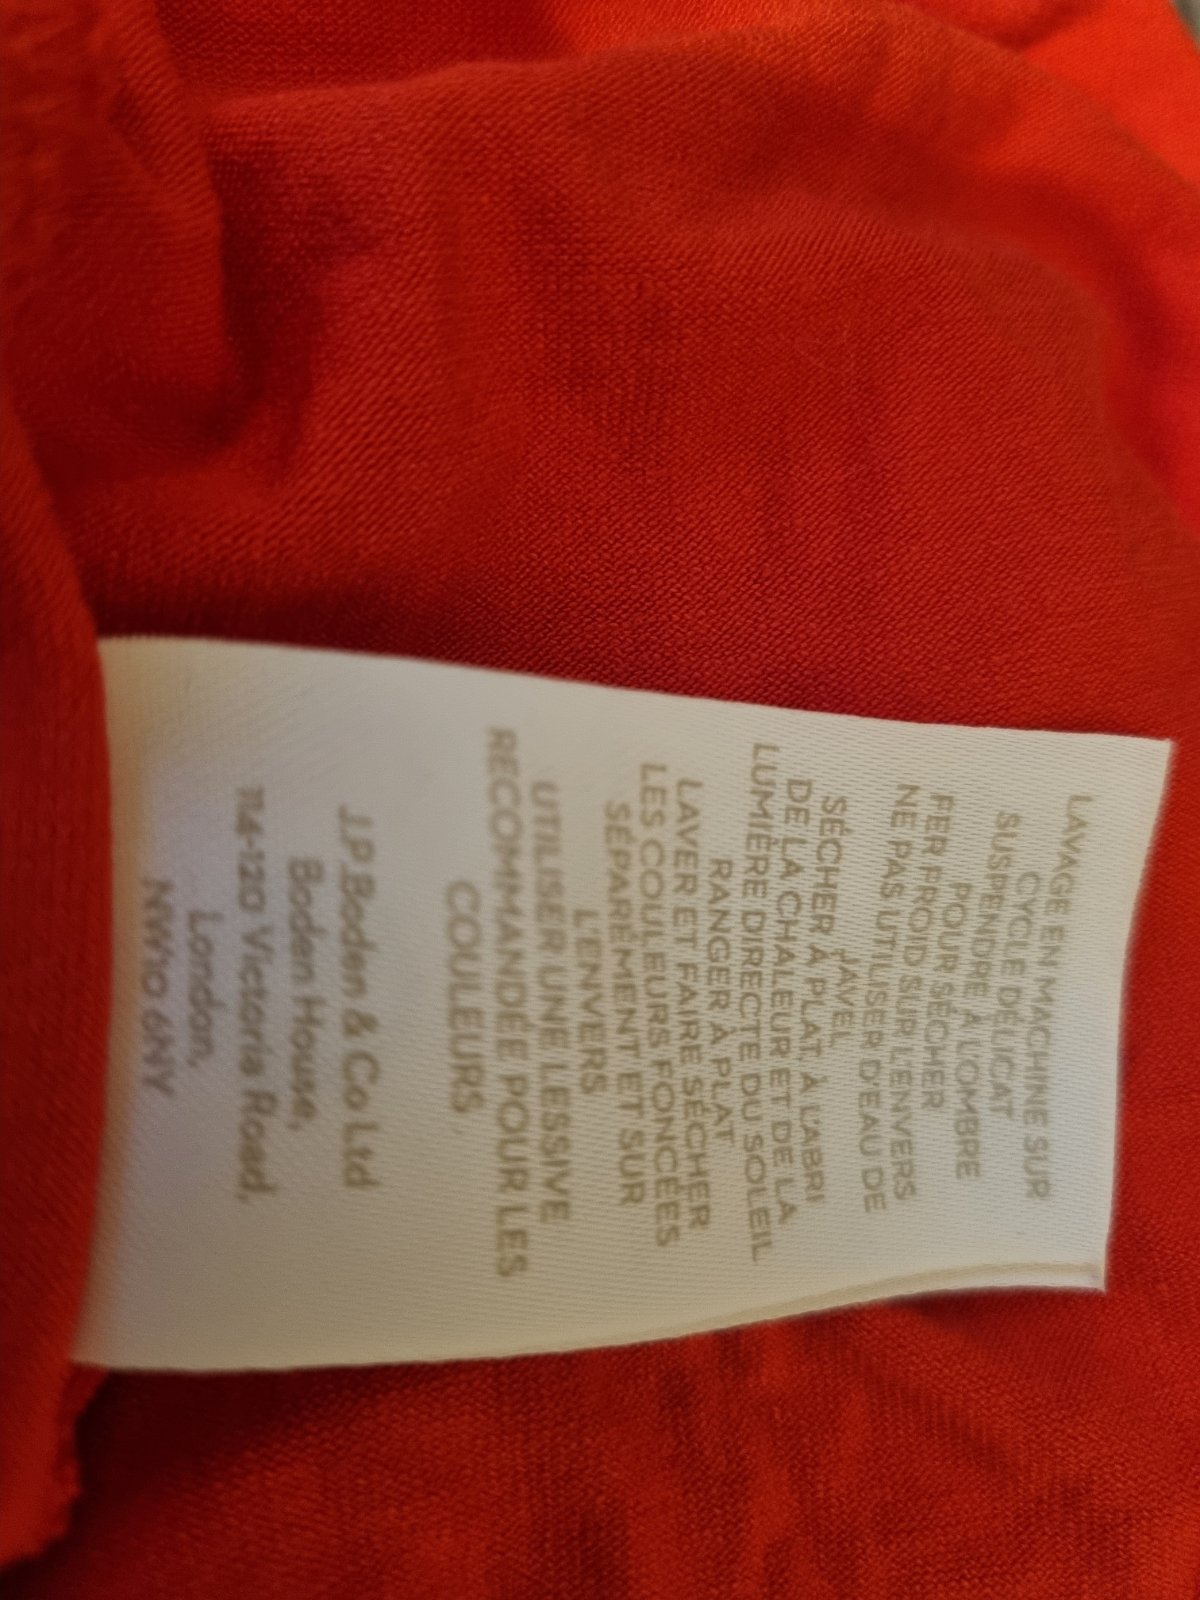 LAVAGE EN MACHINE SUR
CYCLE DÉLICAT
SUSPENDRE À L'OMBRE
POUR SÉCHER
FER FROID SUR L'ENVERS
NE PAS UTILISER D'EAU DE
JAVEL
SÉCHER À PLAT, À L'ABRI
DE LA CHALEUR ET DE LA
LUMIÈRE DIRECTE DU SOLEIL
RANGER À PLAT
LAVER ET FAIRE SÉCHER
LES COULEURS FONCÉES
SÉPARÉMENT ET SUR
L'ENVERS
UTILISER UNE LESSIVE
RECOMMANDÉE POUR LES
COULEURS
J.P.Boden & Co Ltd
Boden House,
114-120 Victoria Road,
London,
NW10 6NY